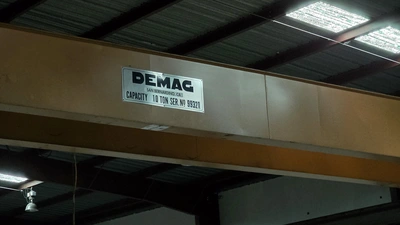 DEMAG
CAPACITY 10 TON SER Nº 99321